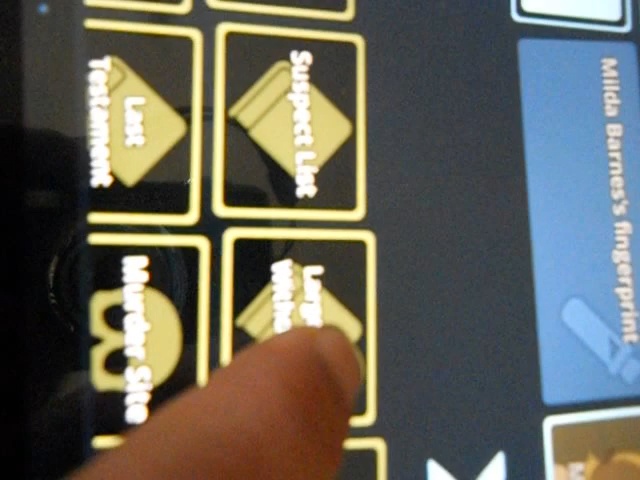 Milda Barnes's fingerprint
Suspect List
Last
Testament
Murder Site